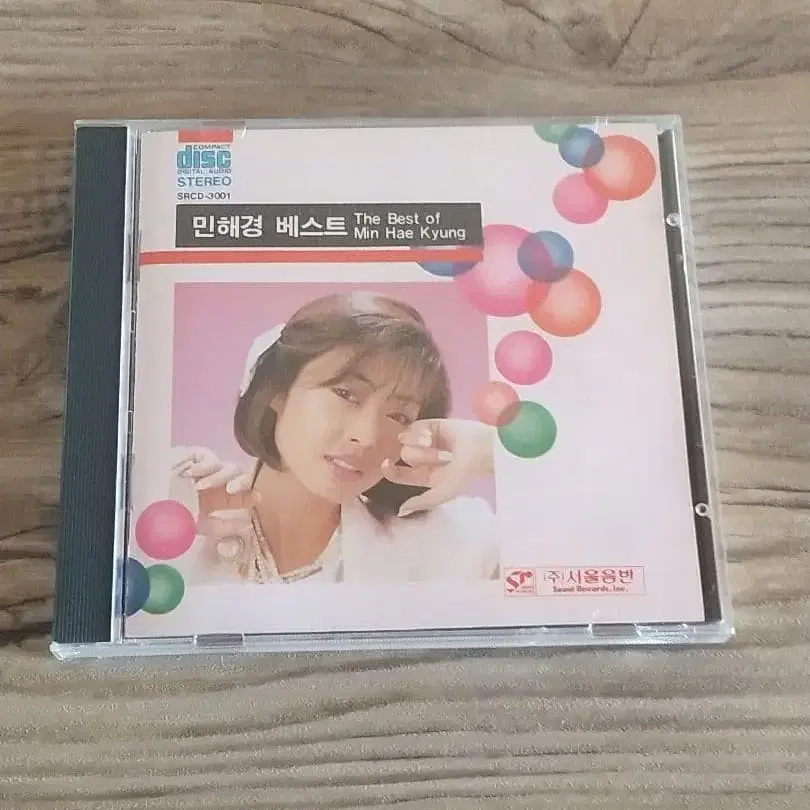 COMPACT
disc
DIGITAL AUDIO
STEREO
SRCD-3001
민해경 베스트 The Best of
Min Hae Kyung
(주)서울음반
Seoul Records, Inc.